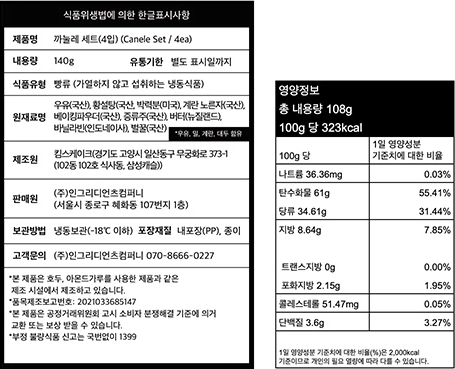 식품위생법에 의한 한글표시사항
제품명 까눌레 세트(4입) (Canele Set / 4ea)
내용량 140g 유통기한 별도 표시일까지
식품유형 빵류 (가열하지 않고 섭취하는 냉동식품)
원재료명 우유(국산), 황설탕(국산, 박력분(미국), 계란 노른자(국산),
베이킹파우더(국산), 증류주(국산), 버터(뉴질랜드),
바닐라빈(인도네이사), 벌꿀(국산)
*우유, 밀, 계란, 대두 함유
제조원 킴스케이크(경기도 고양시 일산동구 무궁화로 373-1
(102동 102호 식사동, 삼성캐슬))
판매원 (주)인그리디언츠컴퍼니
(서울시 종로구 혜화동 107번지 1층)
보관방법 냉동보관(-18℃ 이하) 포장재질 내포장(PP), 종이
고객문의 (주)인그리디언츠컴퍼니 070-8666-0227
*본 제품은 호두, 아몬드가루를 사용한 제품과 같은
제조 시설에서 제조하고 있습니다.
*품목제조보고번호: 2021033685147
*본 제품은 공정거래위원회 고시 소비자 분쟁해결 기준에 의거
교환 또는 보상 받을 수 있습니다.
*부정 불량식품 신고는 국번없이 1399
영양정보
총 내용량 108g
100g 당 323kcal
100g 당 1일 영양성분
기준치에 대한 비율
나트륨 36.36mg 0.03%
탄수화물 61g 55.41%
당류 34.61g 31.44%
지방 8.64g 7.85%
트랜스지방 0g 0.00%
포화지방 2.15g 1.95%
콜레스테롤 51.47mg 0.05%
단백질 3.6g 3.27%
1일 영양성분 기준치에 대한 비율(%)은 2,000kcal
기준이므로 개인의 필요 열량에 따라 다를 수 있습니다.